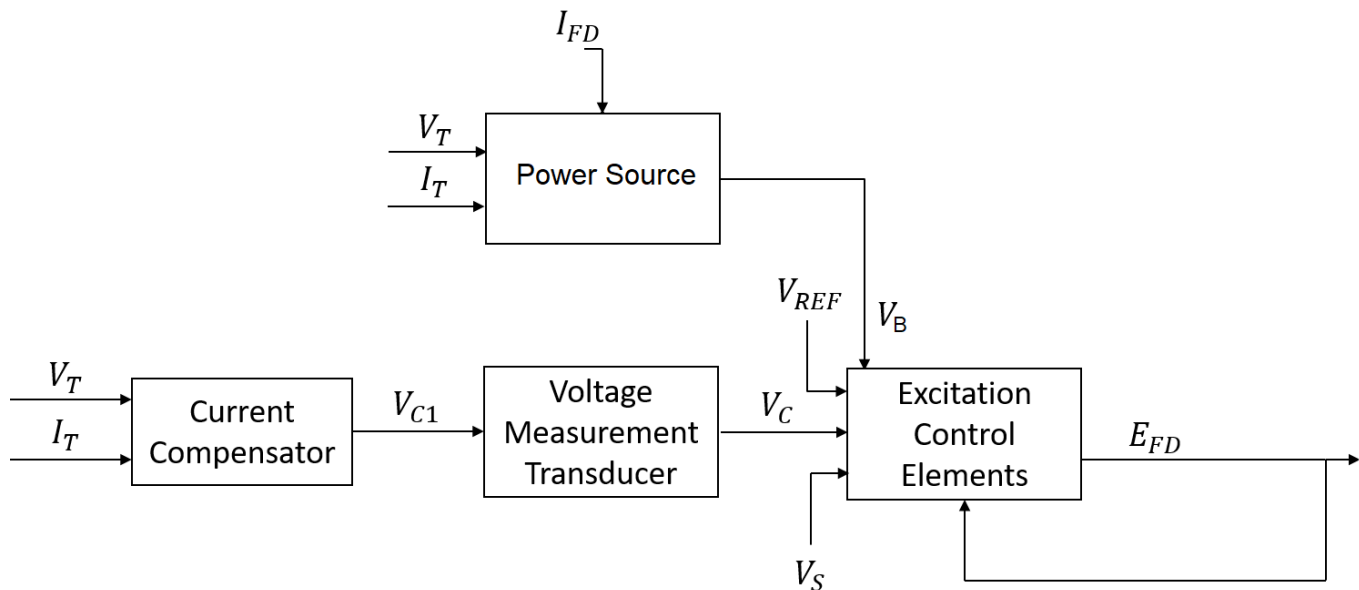 I_FD
V_T
I_T
Power Source
V_REF
V_B
V_T
I_T
Current
Compensator
V_C1
Voltage
Measurement
Transducer
V_C
V_S
Excitation
Control
Elements
E_FD